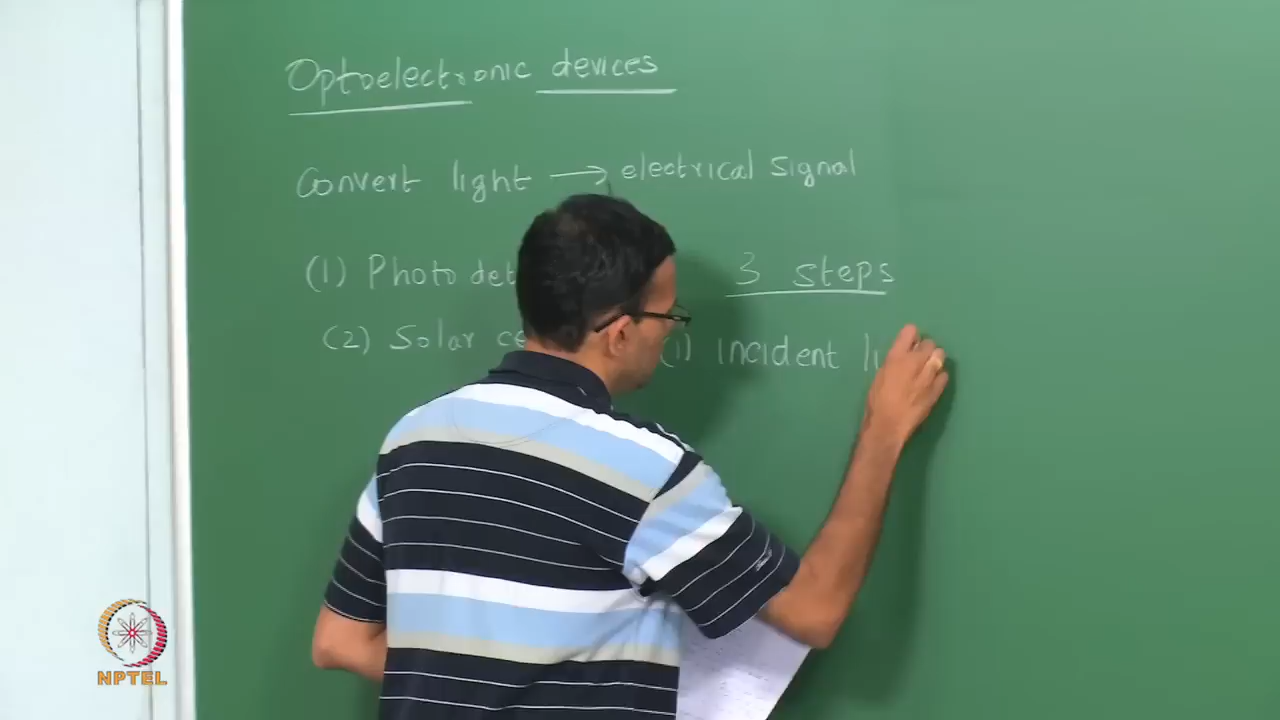 Optoelectronic devices
Convert light → electrical signal
(1) Photo det
3 steps
(2) Solar ce
(1) Incident li
NPTEL